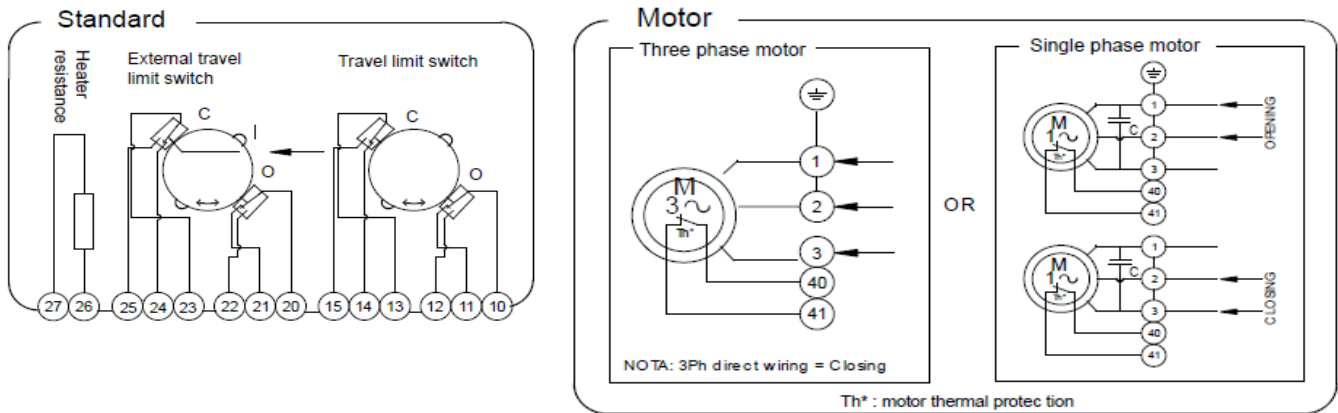 Standard
Heater
resistance
External travel
limit switch
C
I
O
Travel limit switch
C
O
27 26 25 24 23 22 21 20 15 14 13 12 11 10
Motor
Three phase motor
M
3
Th*
1
2
3
40
41
NOTA: 3Ph direct wiring = Closing
OR
Single phase motor
M
1
Th*
C
1
2
3
40
41
OPENING
M
1
Th*
C
1
2
3
40
41
CLOSING
Th* : motor thermal protec tion